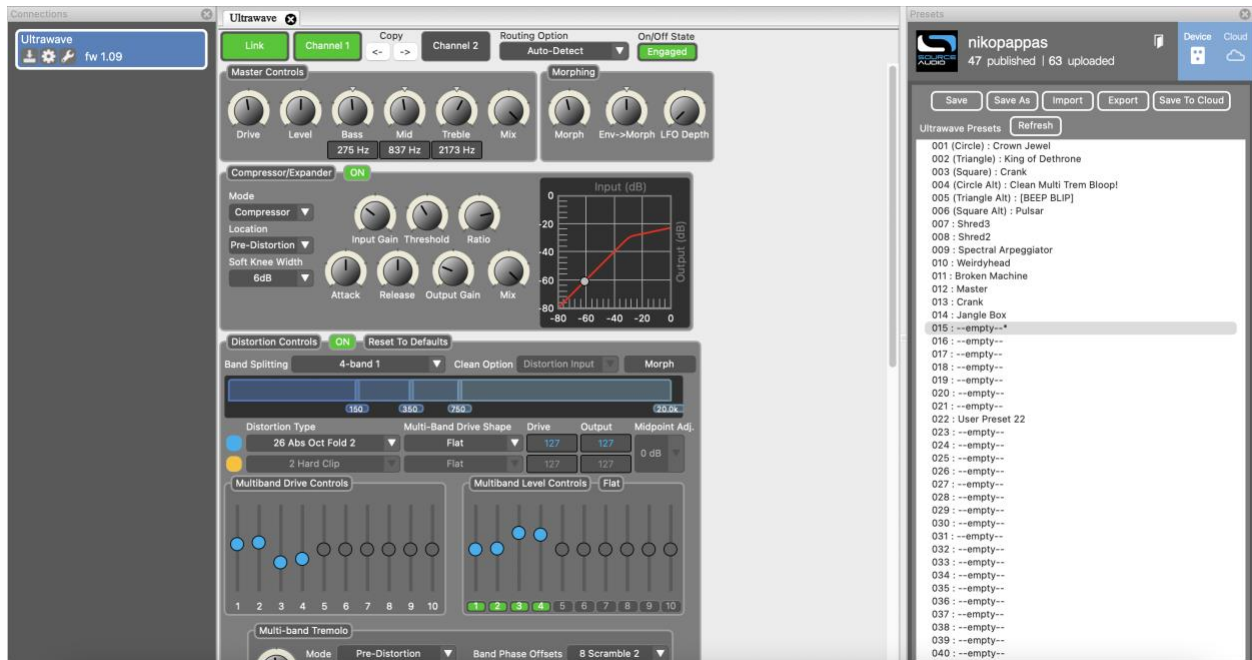 Connections
Ultrawave
fw 1.09
Ultrawave
Link
Channel 1
Copy
<- ->
Channel 2
Routing Option
Auto-Detect
On/Off State
Engaged
Master Controls
Drive Level Bass Mid Treble Mix
275 Hz 837 Hz 2173 Hz
Morphing
Morph Env->Morph LFO Depth
Compressor/Expander ON
Mode
Compressor
Location
Pre-Distortion
Soft Knee Width
6dB
Input Gain Threshold Ratio
Attack Release Output Gain Mix
Input (dB)
0
-20
-40
-60
-80
-80 -60 -40 -20 0
Output (dB)
Distortion Controls ON Reset To Defaults
Band Splitting 4-band 1 Clean Option Distortion Input Morph
150 350 750 20.0k
Distortion Type Multi-Band Drive Shape Drive Output Midpoint Adj.
26 Abs Oct Fold 2 Flat 127 127
0 dB
2 Hard Clip Flat 127 127
Multiband Drive Controls
1 2 3 4 5 6 7 8 9 10
Multiband Level Controls Flat
1 2 3 4 5 6 7 8 9 10
Multi-band Tremolo
Mode Pre-Distortion Band Phase Offsets 8 Scramble 2
Presets
SOURCE
AUDIO
nikopappas
47 published | 63 uploaded
Device Cloud
Save Save As Import Export Save To Cloud
Ultrawave Presets Refresh
001 (Circle) : Crown Jewel
002 (Triangle) : King of Dethrone
003 (Square) : Crank
004 (Circle Alt) : Clean Multi Trem Bloop!
005 (Triangle Alt) : [BEEP BLIP]
006 (Square Alt) : Pulsar
007 : Shred3
008 : Shred2
009 : Spectral Arpeggiator
010 : Weirdyhead
011 : Broken Machine
012 : Master
013 : Crank
014 : Jangle Box
015 : --empty--*
016 : --empty--
017 : --empty--
018 : --empty--
019 : --empty--
020 : --empty--
021 : --empty--
022 : User Preset 22
023 : --empty--
024 : --empty--
025 : --empty--
026 : --empty--
027 : --empty--
028 : --empty--
029 : --empty--
030 : --empty--
031 : --empty--
032 : --empty--
033 : --empty--
034 : --empty--
035 : --empty--
036 : --empty--
037 : --empty--
038 : --empty--
039 : --empty--
040 : --empty--